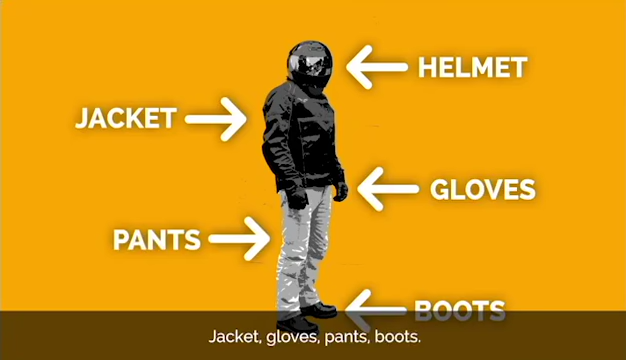 HELMET
JACKET
GLOVES
PANTS
BOOTS
Jacket, gloves, pants, boots.